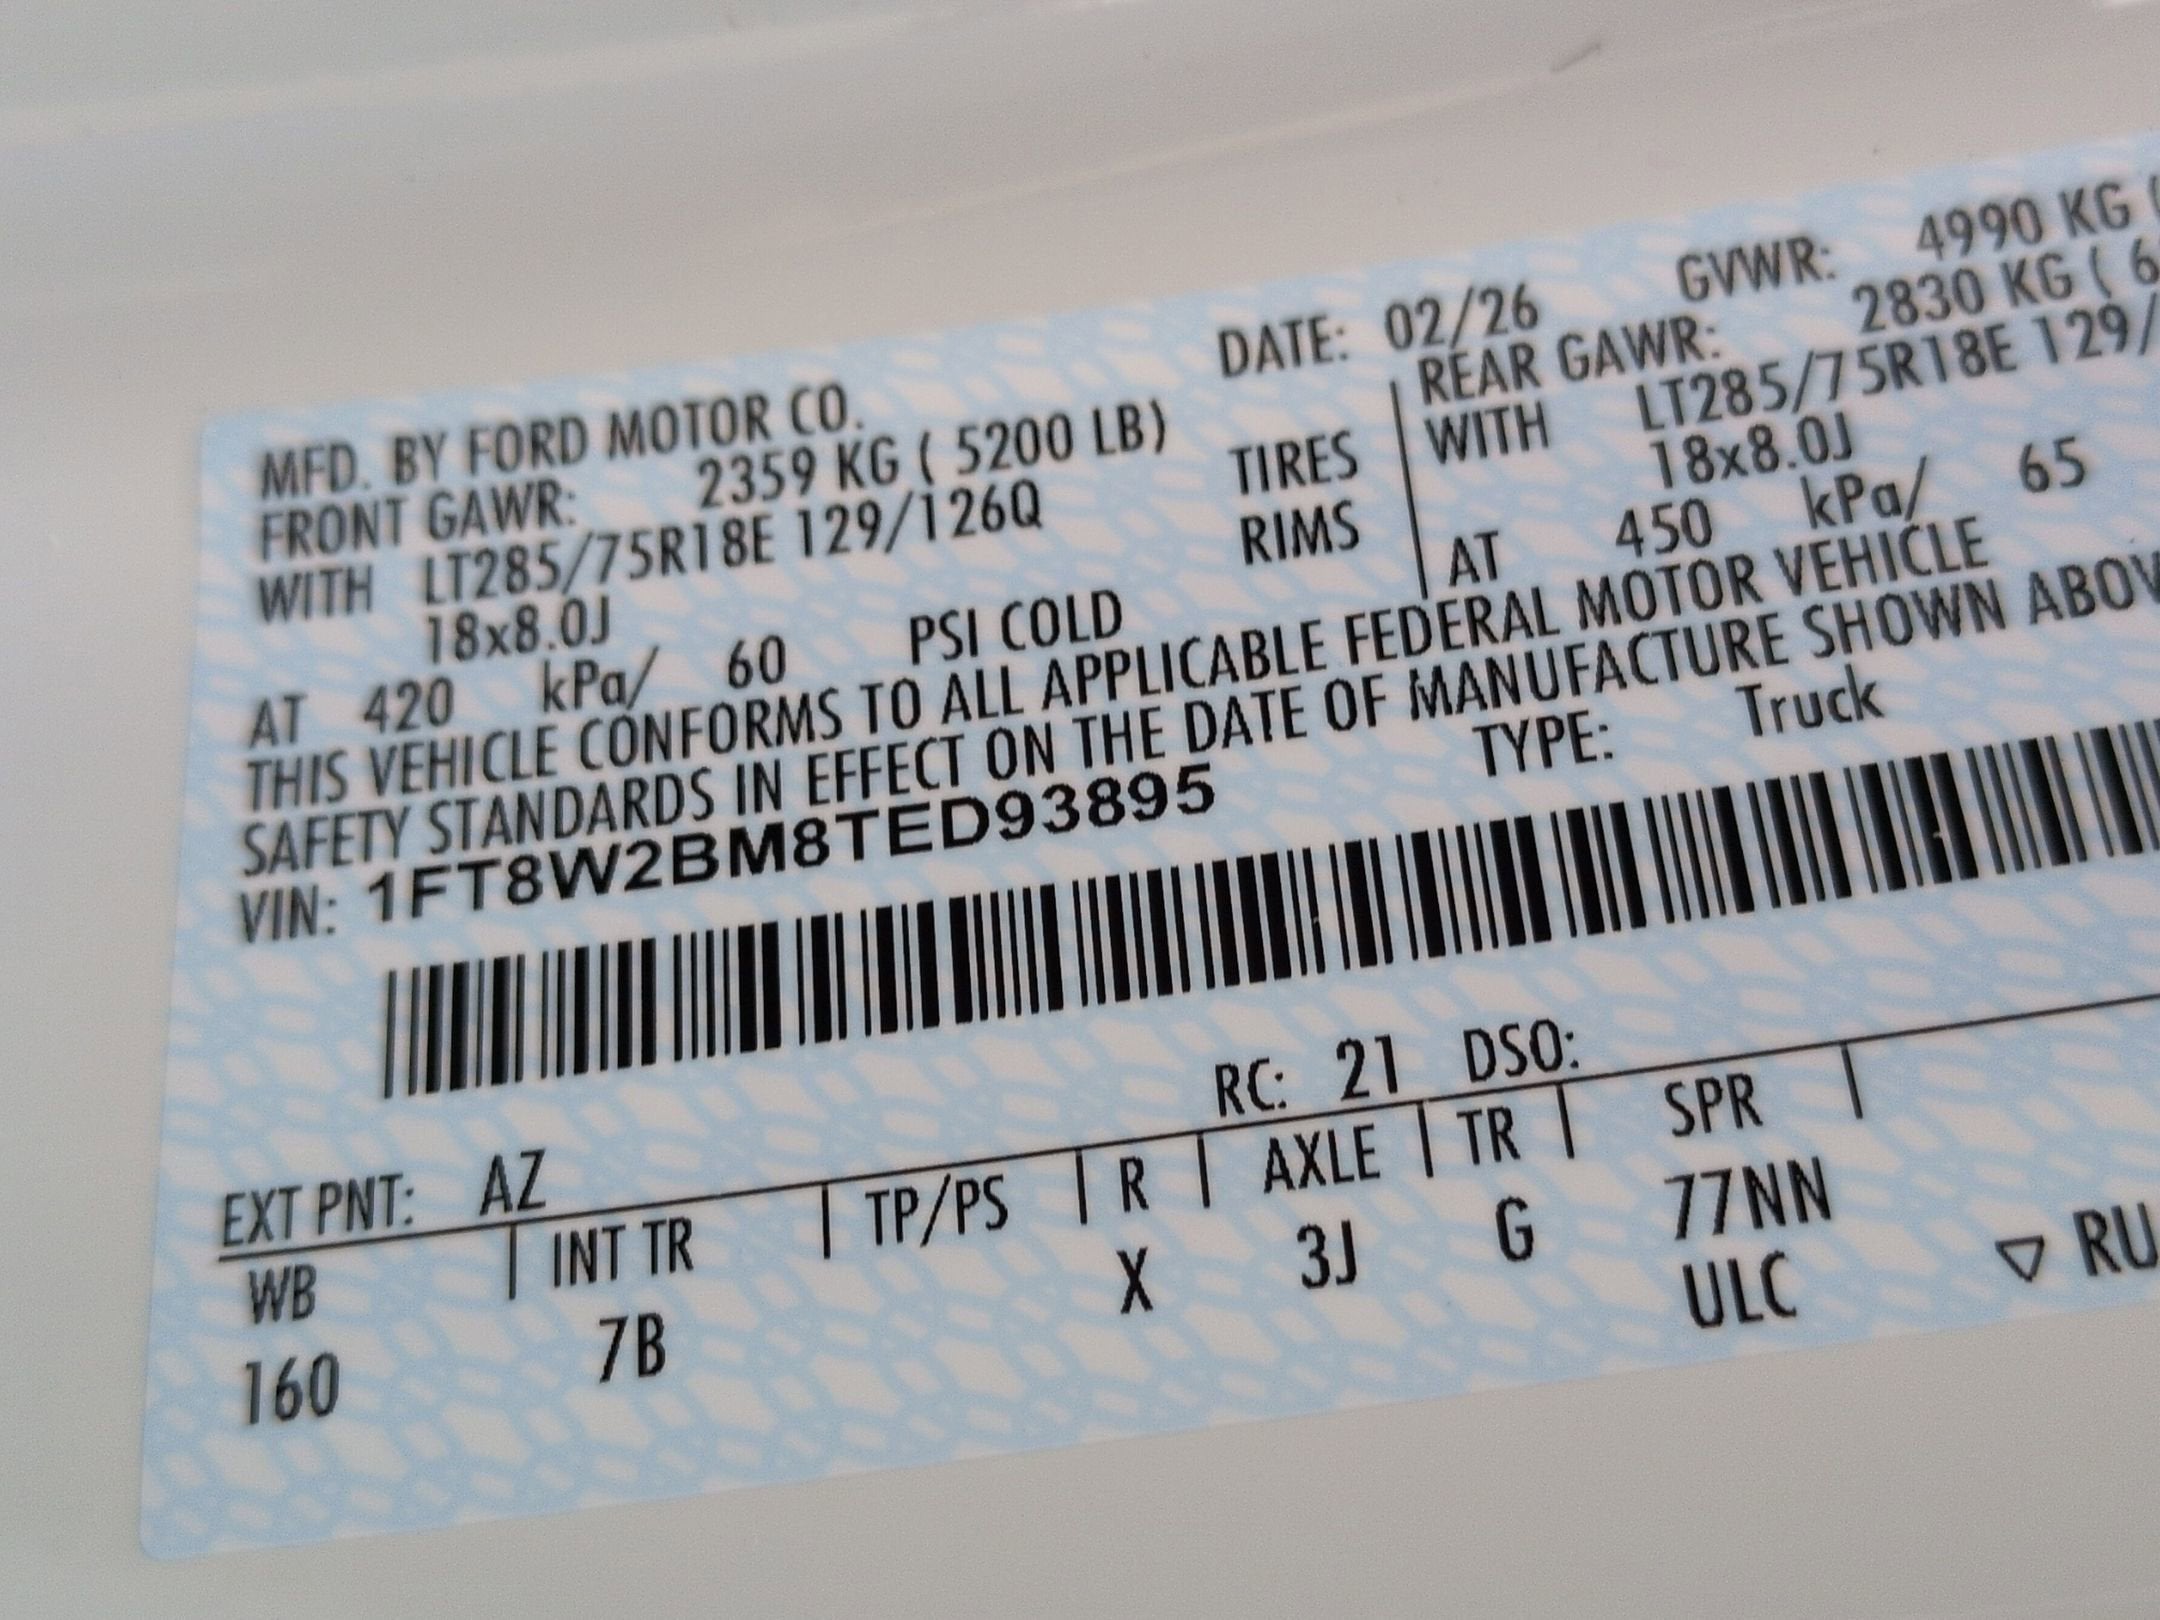 DATE: 02/26 GVWR: 4990 KG (
MFD. BY FORD MOTOR CO.
FRONT GAWR: 2359 KG ( 5200 LB) REAR GAWR: 2830 KG ( 6
WITH LT285/75R18E 129/126Q TIRES WITH LT285/75R18E 129/
18x8.0J RIMS 18x8.0J
AT 420 kPa/ 60 PSI COLD AT 450 kPa/ 65
THIS VEHICLE CONFORMS TO ALL APPLICABLE FEDERAL MOTOR VEHICLE
SAFETY STANDARDS IN EFFECT ON THE DATE OF MANUFACTURE SHOWN ABOV
VIN: 1FT8W2BM8TED93895 TYPE: Truck
EXT PNT: AZ RC: 21 DSO:
WB INT TR TP/PS R AXLE TR SPR
160 7B X 3J G 77NN
ULC ▽ RU